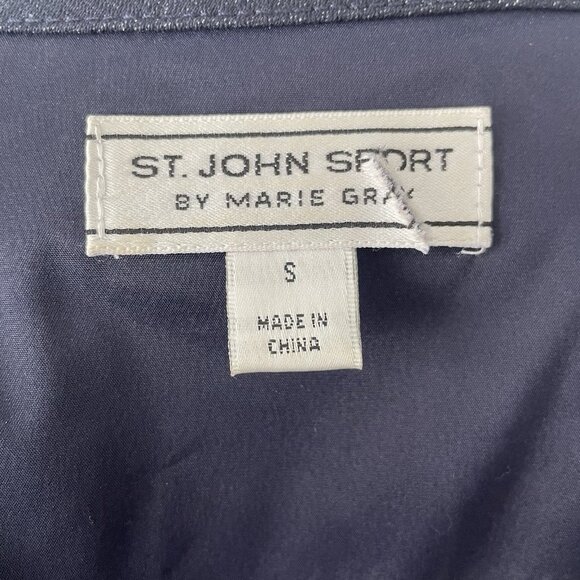 ST. JOHN SPORT
BY MARIE GRAY
S
MADE IN
CHINA